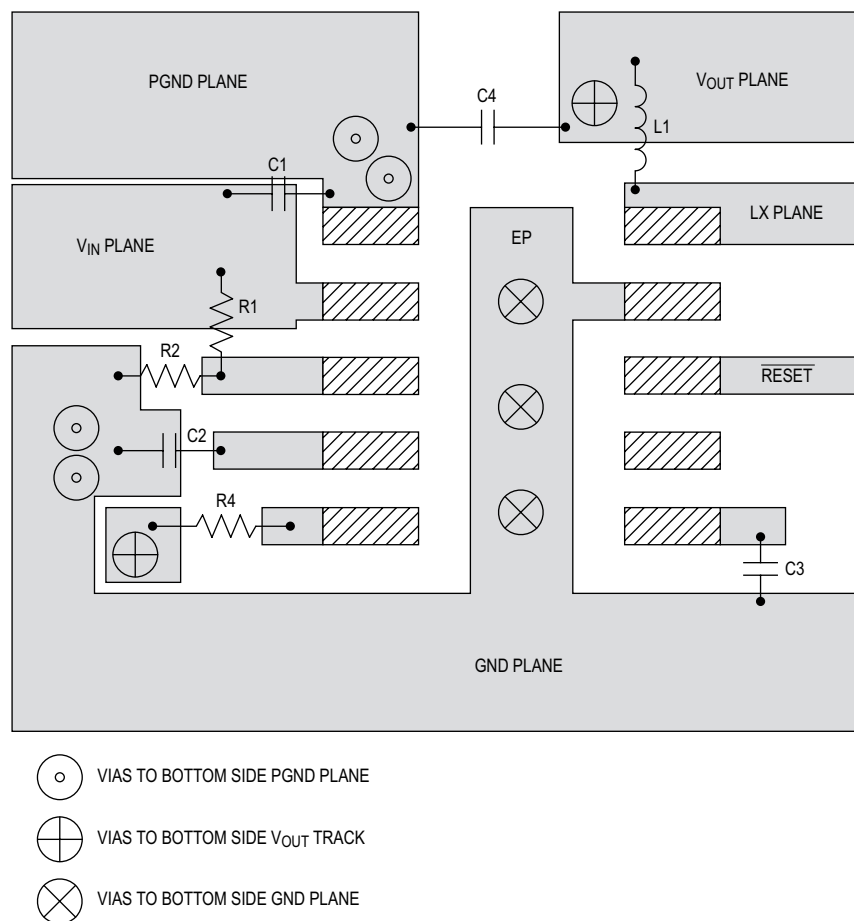 PGND PLANE
VOUT PLANE
C4
L1
C1
LX PLANE
VIN PLANE
EP
R1
R2
RESET
C2
R4
C3
GND PLANE
VIAS TO BOTTOM SIDE PGND PLANE
VIAS TO BOTTOM SIDE VOUT TRACK
VIAS TO BOTTOM SIDE GND PLANE